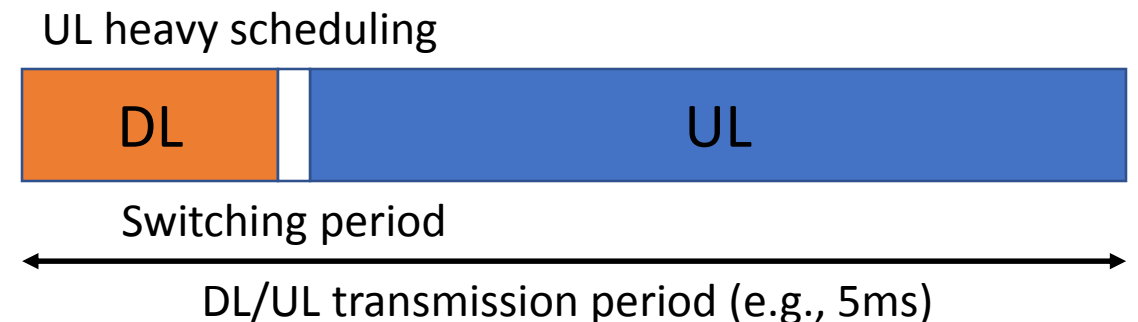 UL heavy scheduling
DL
UL
Switching period
DL/UL transmission period (e.g., 5ms)